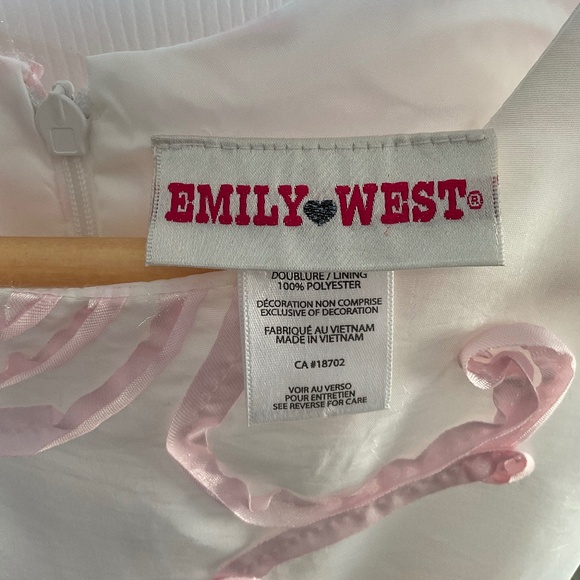 EMILY WEST®
DOUBLURE / LINING
100% POLYESTER
DÉCORATION NON COMPRISE
EXCLUSIVE OF DECORATION
FABRIQUÉ AU VIETNAM
MADE IN VIETNAM
CA #18702
VOIR AU VERSO
POUR ENTRETIEN
SEE REVERSE FOR CARE